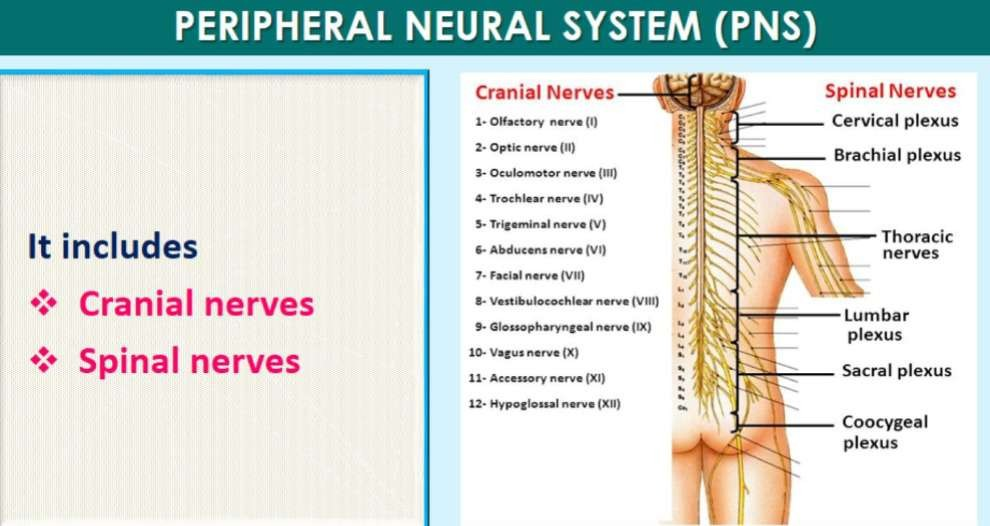 PERIPHERAL NEURAL SYSTEM (PNS)
It includes
❖ Cranial nerves
❖ Spinal nerves
Cranial Nerves
1- Olfactory nerve (I)
2- Optic nerve (II)
3- Oculomotor nerve (III)
4- Trochlear nerve (IV)
5- Trigeminal nerve (V)
6- Abducens nerve (VI)
7- Facial nerve (VII)
8- Vestibulocochlear nerve (VIII)
9- Glossopharyngeal nerve (IX)
10- Vagus nerve (X)
11- Accessory nerve (XI)
12- Hypoglossal nerve (XII)
Spinal Nerves
Cervical plexus
Brachial plexus
Thoracic
nerves
Lumbar
plexus
Sacral plexus
Coocygeal
plexus